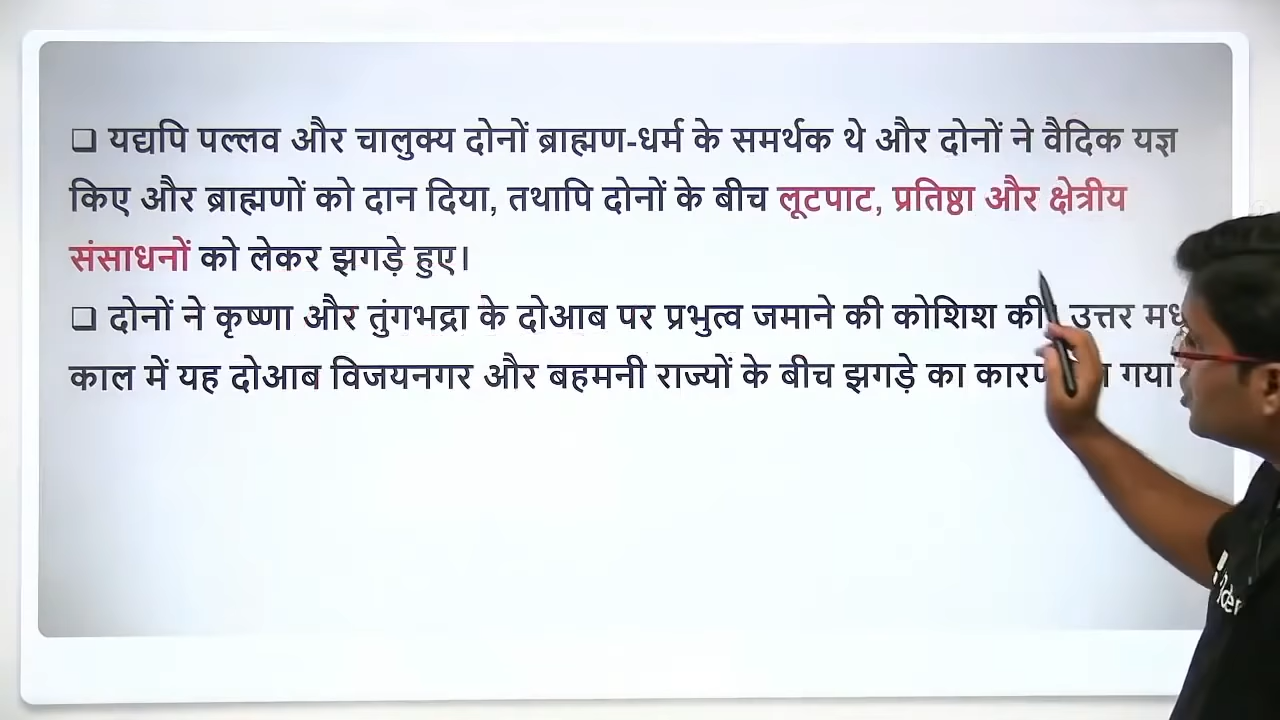 ❑ यद्यपि पल्लव और चालुक्य दोनों ब्राह्मण-धर्म के समर्थक थे और दोनों ने वैदिक यज्ञ
किए और ब्राह्मणों को दान दिया, तथापि दोनों के बीच लूटपाट, प्रतिष्ठा और क्षेत्रीय
संसाधनों को लेकर झगड़े हुए।
❑ दोनों ने कृष्णा और तुंगभद्रा के दोआब पर प्रभुत्व जमाने की कोशिश की उत्तर
काल में यह दोआब विजयनगर और बहमनी राज्यों के बीच झगड़े का गया